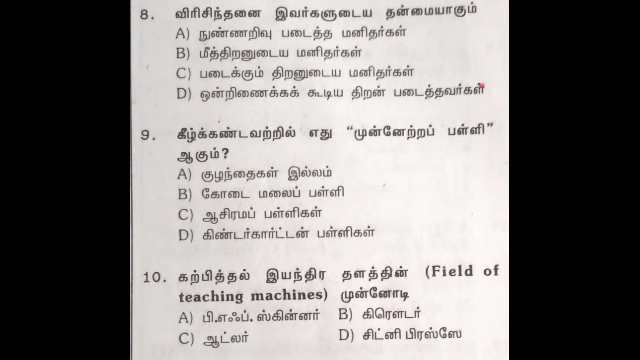 8. விரிசிந்தனை இவர்களுடைய தன்மையாகும்
A) நுண்ணறிவு படைத்த மனிதர்கள்
B) மீத்திறனுடைய மனிதர்கள்
C) படைக்கும் திறனுடைய மனிதர்கள்
D) ஒன்றிணைக்கக் கூடிய திறன் படைத்தவர்கள்
9. கீழ்க்கண்டவற்றில் எது "முன்னேற்றப் பள்ளி"
ஆகும்?
A) குழந்தைகள் இல்லம்
B) கோடை மலைப் பள்ளி
C) ஆசிரமப் பள்ளிகள்
D) கிண்டர்கார்ட்டன் பள்ளிகள்
10. கற்பித்தல் இயந்திர தளத்தின் (Field of
teaching machines) முன்னோடி
A) பி.எஃப். ஸ்கின்னர் B) கிரௌடர்
C) ஆட்லர் D) சிட்னி பிரஸ்ஸே